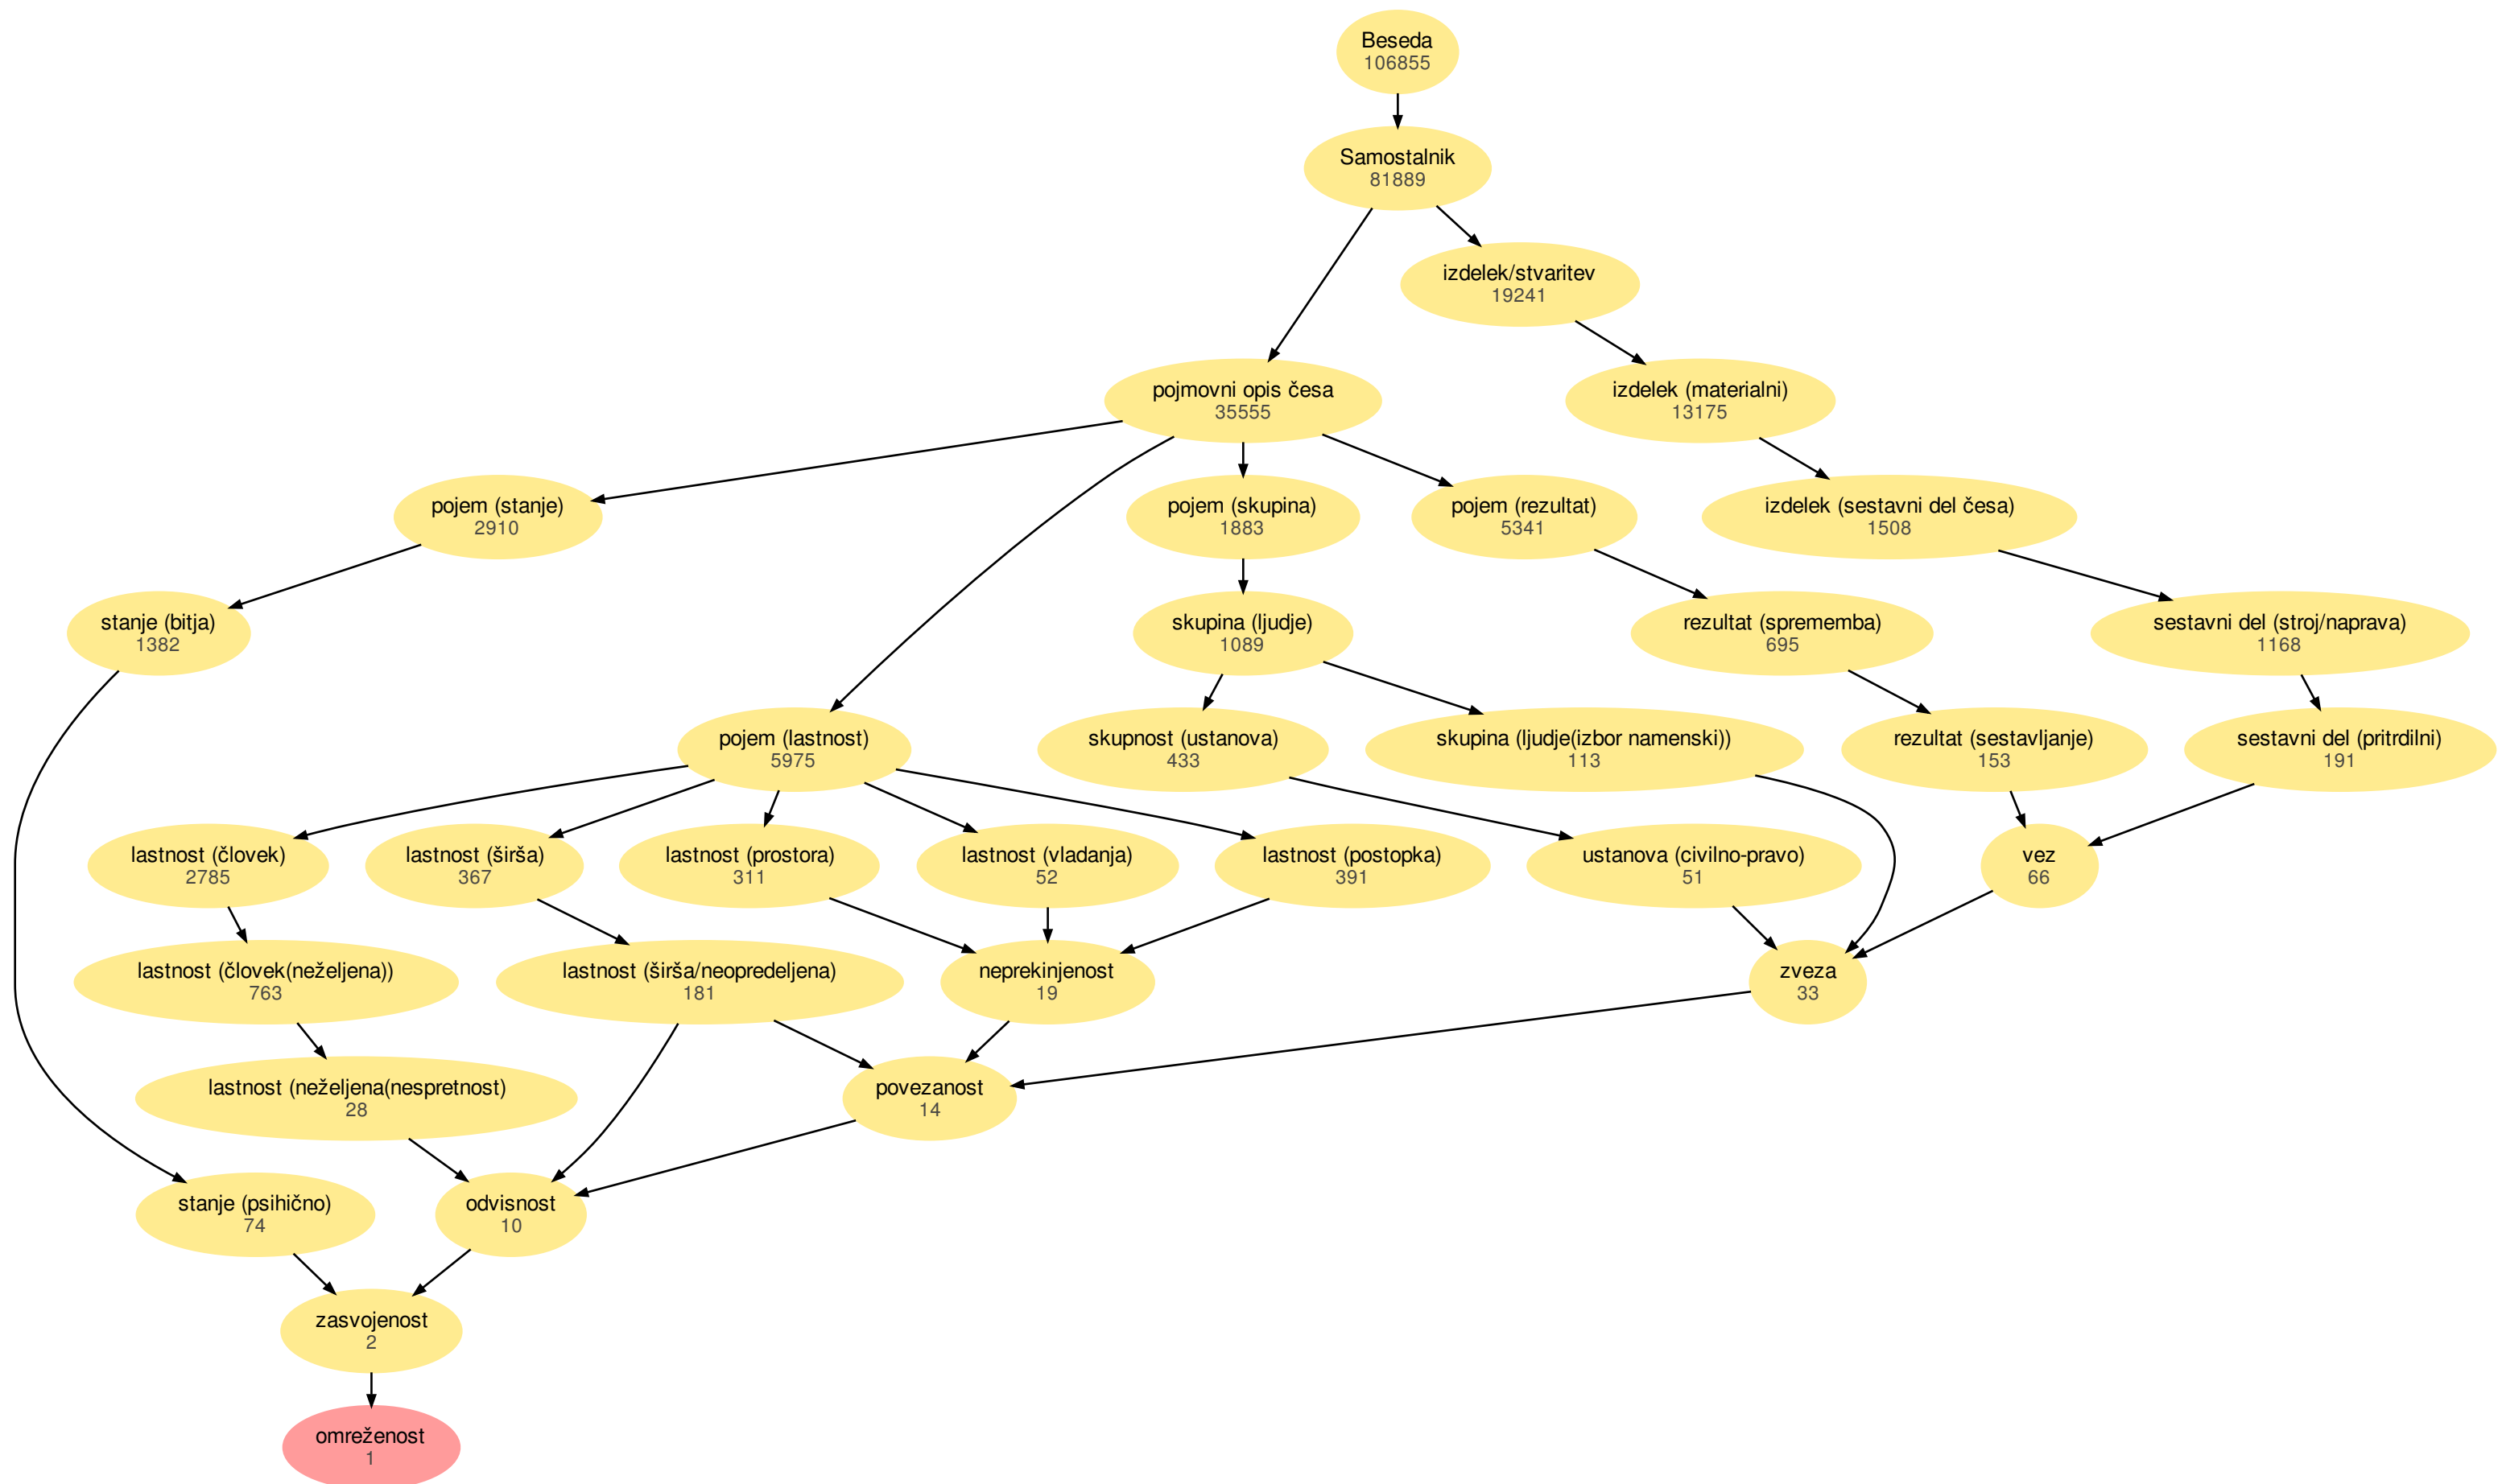 Beseda
106855
Samostalnik
81889
izdelek/stvaritev
19241
pojmovni opis česa
35555
izdelek (materialni)
13175
pojem (stanje)
2910
pojem (skupina)
1883
pojem (rezultat)
5341
izdelek (sestavni del česa)
1508
stanje (bitja)
1382
skupina (ljudje)
1089
rezultat (sprememba)
695
sestavni del (stroj/naprava)
1168
pojem (lastnost)
5975
skupnost (ustanova)
433
skupina (ljudje(izbor namenski))
113
rezultat (sestavljanje)
153
sestavni del (pritrdilni)
191
lastnost (človek)
2785
lastnost (širša)
367
lastnost (prostora)
311
lastnost (vladanja)
52
lastnost (postopka)
391
ustanova (civilno-pravo)
51
vez
66
lastnost (človek(neželjena))
763
lastnost (širša/neopredeljena)
181
neprekinjenost
19
zveza
33
lastnost (neželjena(nespretnost)
28
povezanost
14
stanje (psihično)
74
odvisnost
10
zasvojenost
2
omreženost
1